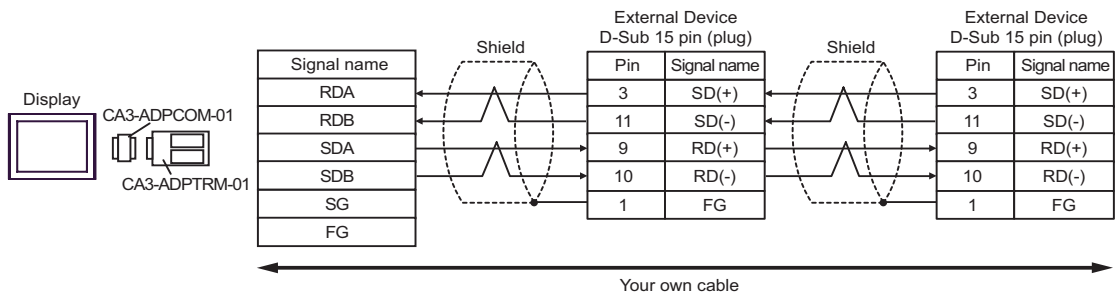 Display
CA3-ADPCOM-01
CA3-ADPTRM-01
Signal name
RDA
RDB
SDA
SDB
SG
FG
Shield
External Device
D-Sub 15 pin (plug)
Pin Signal name
3 SD(+)
11 SD(-)
9 RD(+)
10 RD(-)
1 FG
Shield
External Device
D-Sub 15 pin (plug)
Pin Signal name
3 SD(+)
11 SD(-)
9 RD(+)
10 RD(-)
1 FG
Your own cable